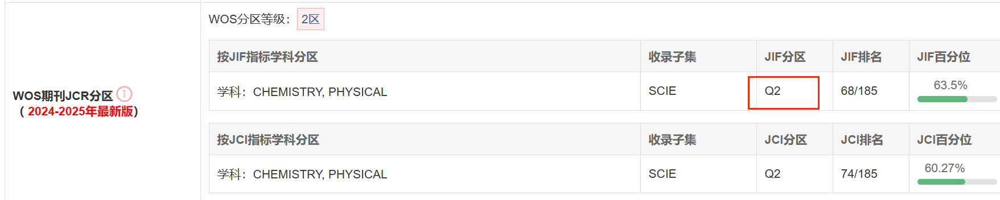 WOS分区等级： 2区
WOS期刊JCR分区
（ 2024-2025年最新版）
按JIF指标学科分区 收录子集 JIF分区 JIF排名 JIF百分位
学科：CHEMISTRY, PHYSICAL SCIE Q2 68/185 63.5%
按JCI指标学科分区 收录子集 JCI分区 JCI排名 JCI百分位
学科：CHEMISTRY, PHYSICAL SCIE Q2 74/185 60.27%